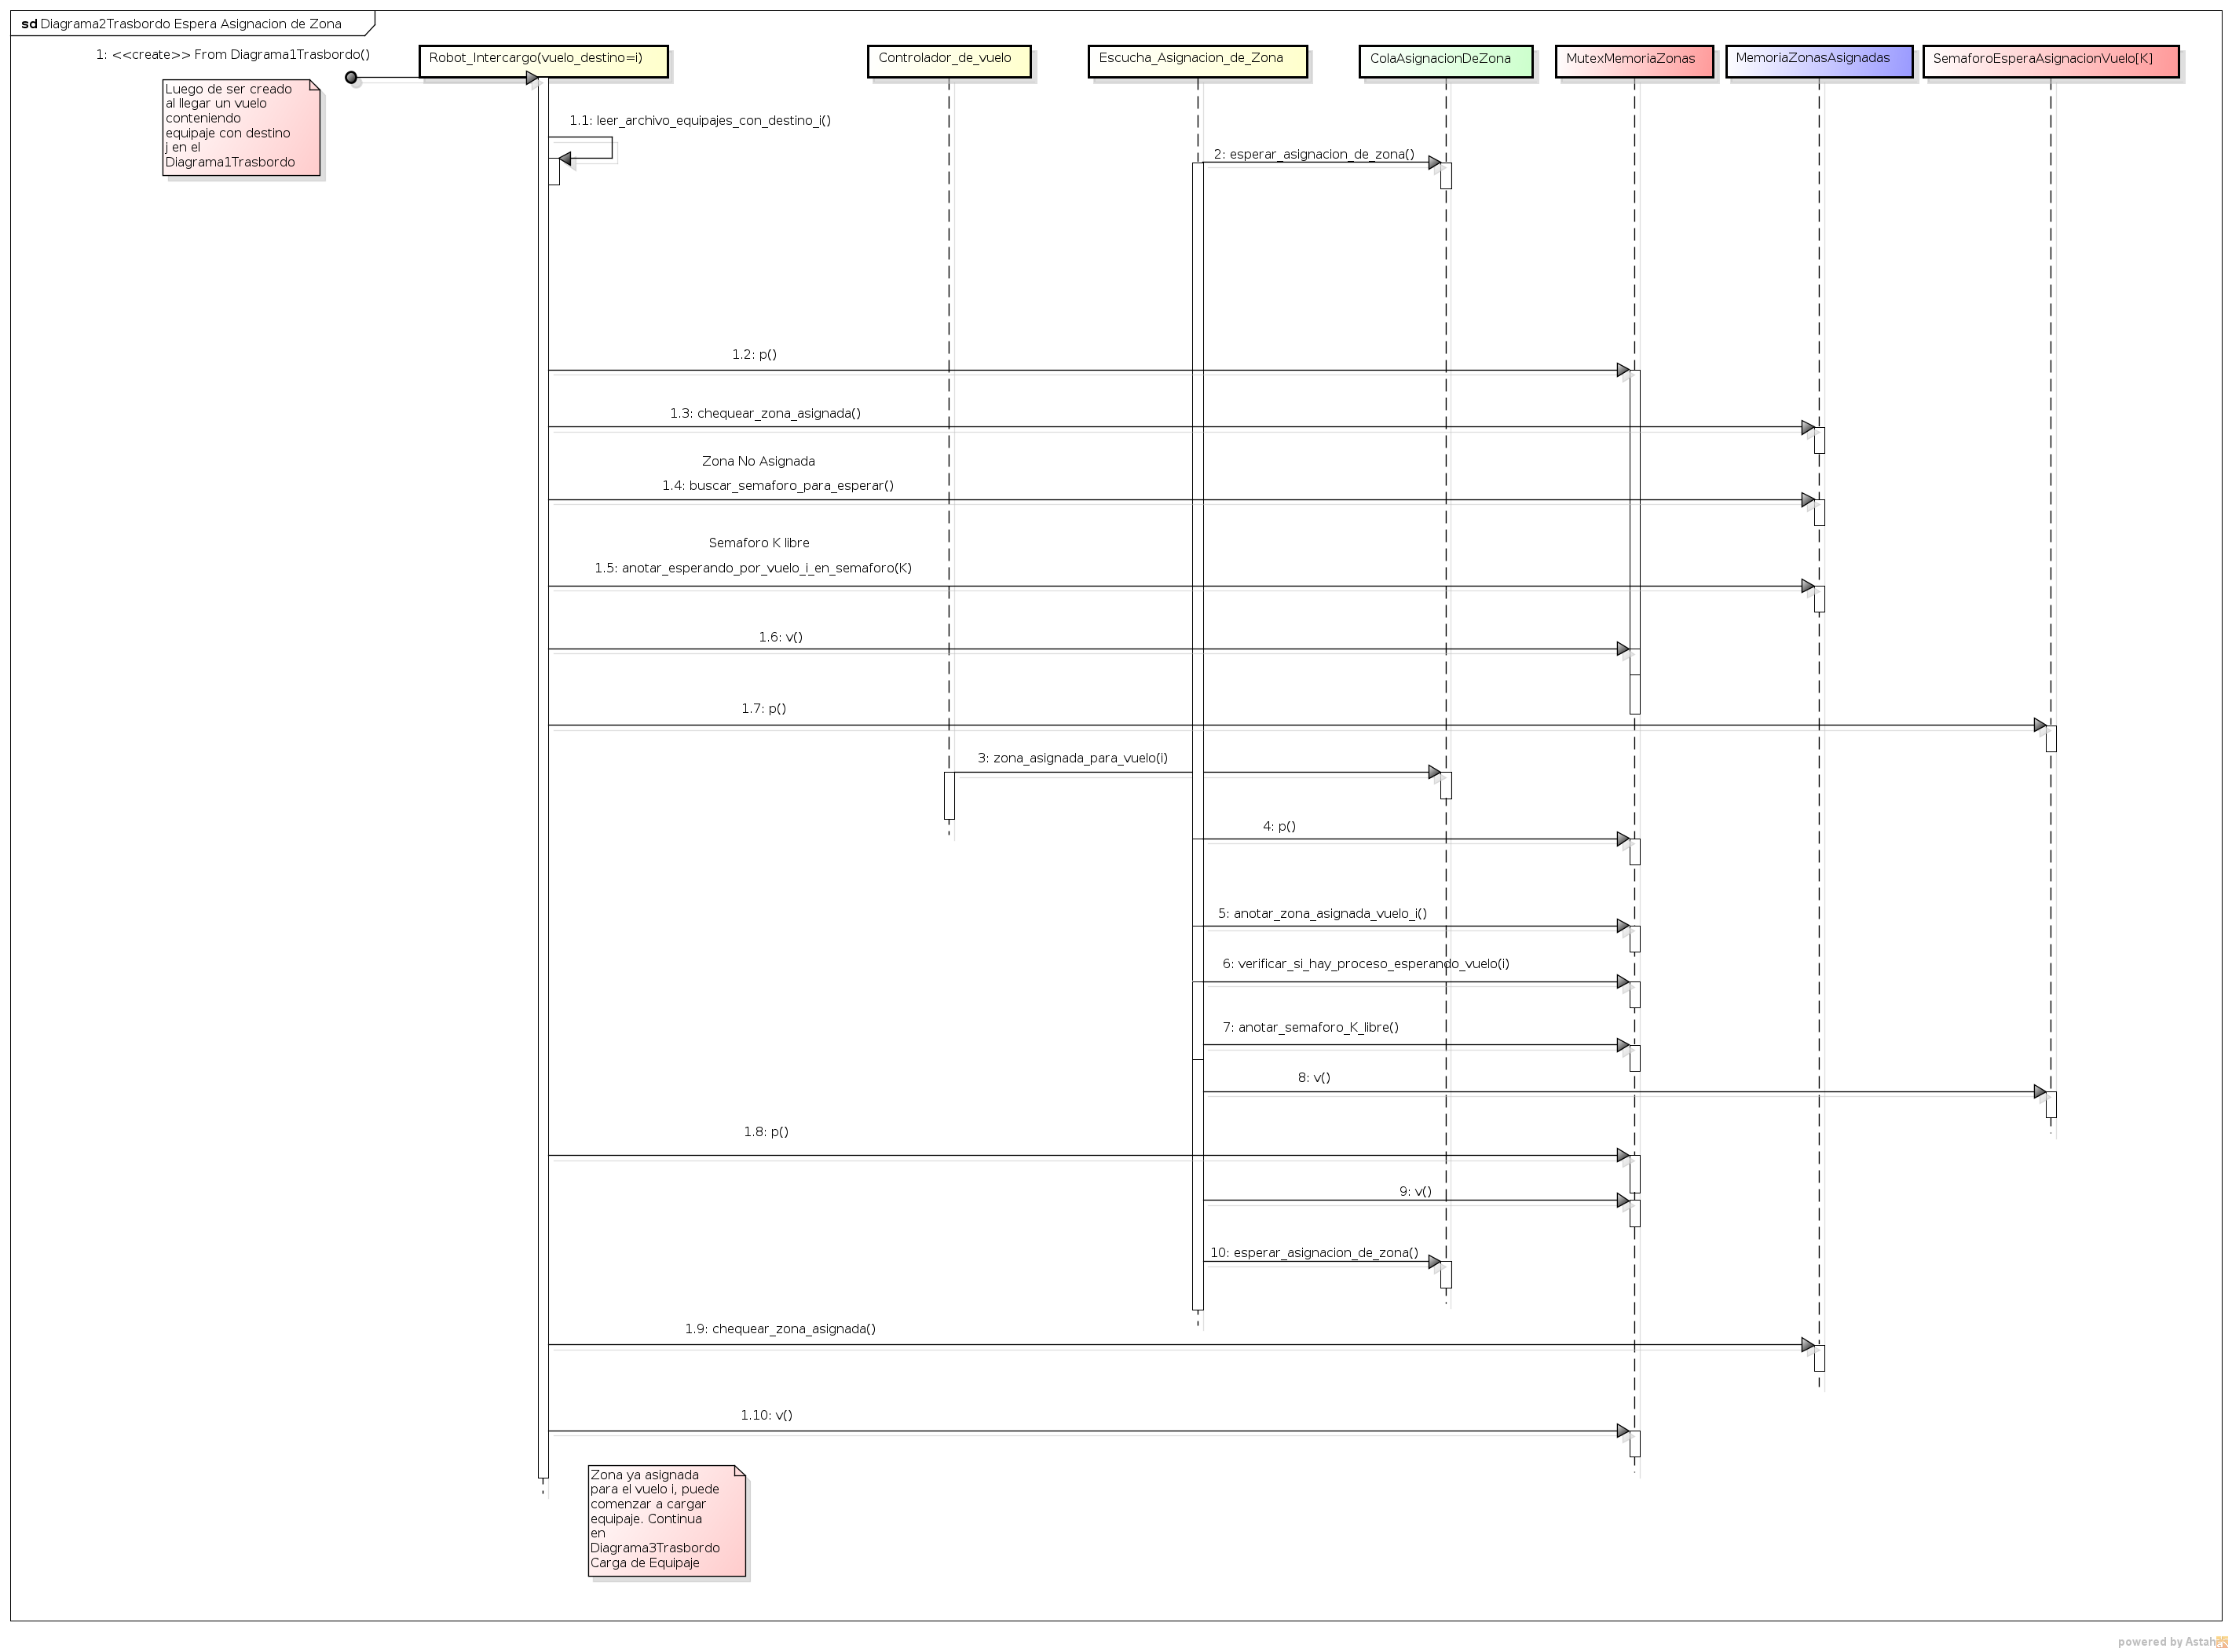 sd Diagrama2Trasbordo Espera Asignacion de Zona
1: <<create>> From Diagrama1Trasbordo()
Robot_Intercargo(vuelo_destino=i)
Controlador_de_vuelo
Escucha_Asignacion_de_Zona
ColaAsignacionDeZona
MutexMemoriaZonas
MemoriaZonasAsignadas
SemaforoEsperaAsignacionVuelo[K]
Luego de ser creado
al llegar un vuelo
conteniendo
equipaje con destino
j en el
Diagrama1Trasbordo
1.1: leer_archivo_equipajes_con_destino_i()
2: esperar_asignacion_de_zona()
1.2: p()
1.3: chequear_zona_asignada()
Zona No Asignada
1.4: buscar_semaforo_para_esperar()
Semaforo K libre
1.5: anotar_esperando_por_vuelo_i_en_semaforo(K)
1.6: v()
1.7: p()
3: zona_asignada_para_vuelo(i)
4: p()
5: anotar_zona_asignada_vuelo_i()
6: verificar_si_hay_proceso_esperando_vuelo(i)
7: anotar_semaforo_K_libre()
8: v()
1.8: p()
9: v()
10: esperar_asignacion_de_zona()
1.9: chequear_zona_asignada()
1.10: v()
Zona ya asignada
para el vuelo i, puede
comenzar a cargar
equipaje. Continua
en
Diagrama3Trasbordo
Carga de Equipaje
powered by Astah